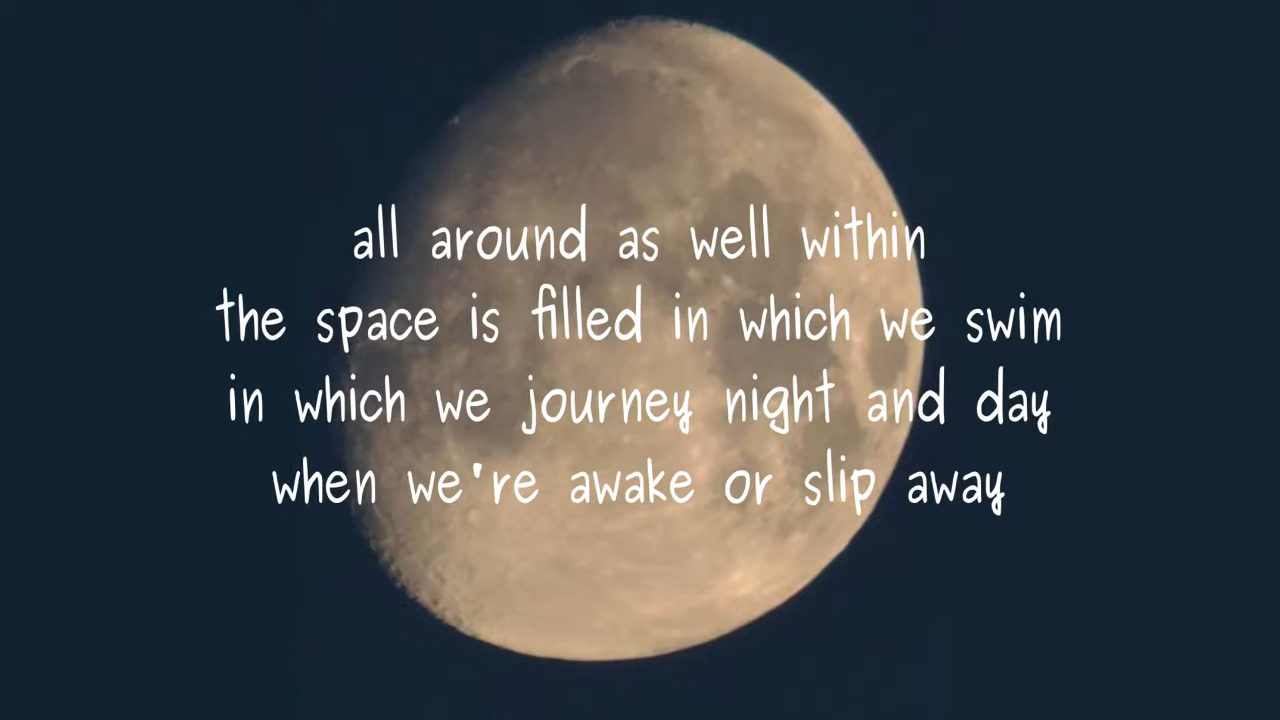 all around as well within
the space is filled in which we swim
in which we journey night and day
when we're awake or slip away